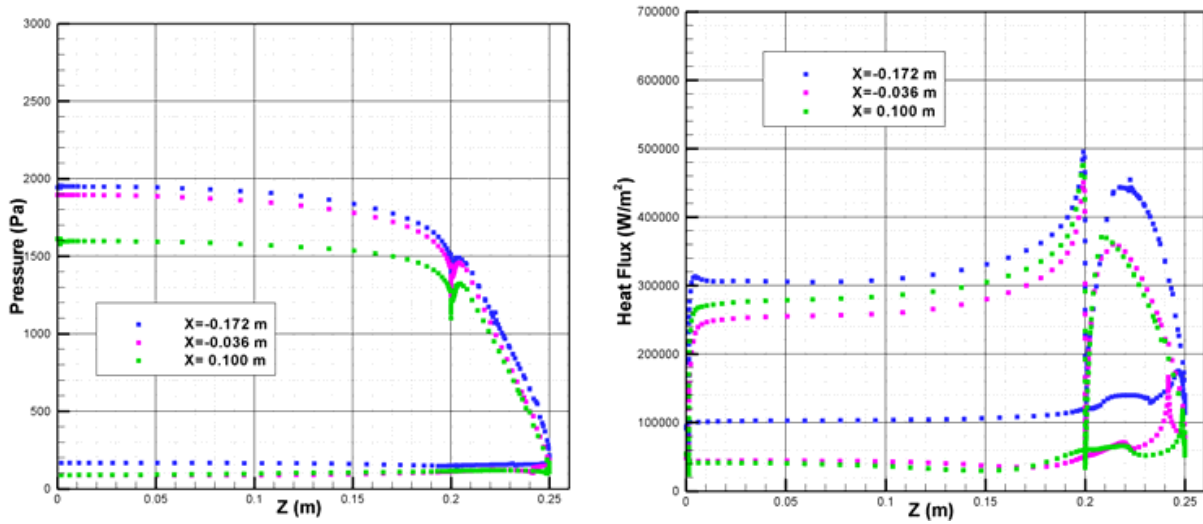 3000
2500
2000
1500
1000
500
0
Pressure (Pa)
X=-0.172 m
X=-0.036 m
X= 0.100 m
0
0.05
0.1
0.15
0.2
0.25
Z (m)
700000
600000
500000
400000
300000
200000
100000
0
Heat Flux (W/m²)
X=-0.172 m
X=-0.036 m
X= 0.100 m
0
0.05
0.1
0.15
0.2
0.25
Z (m)